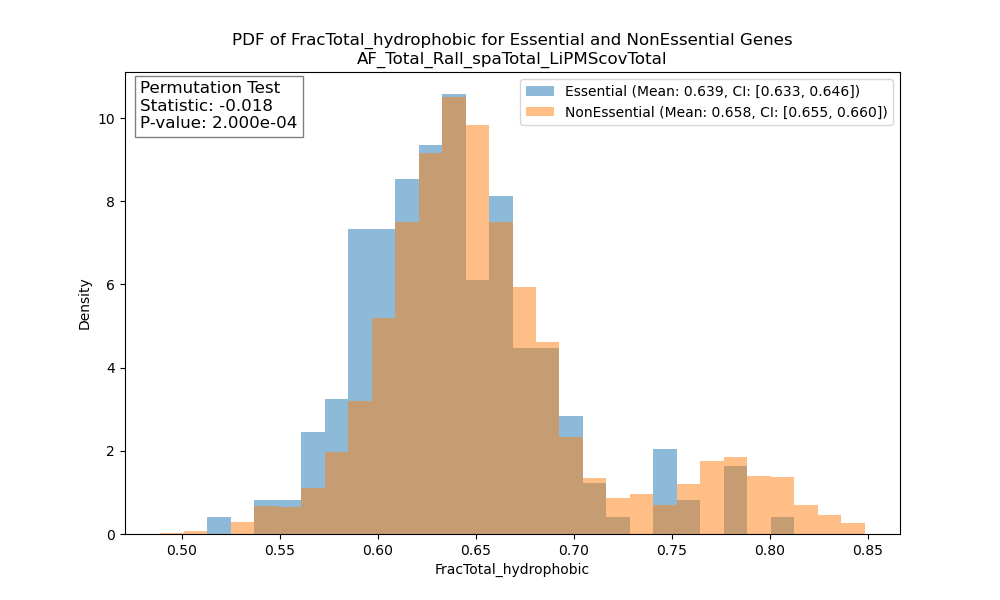 PDF of FracTotal_hydrophobic for Essential and NonEssential Genes
AF_Total_Rall_spaTotal_LiPMScovTotal
Permutation Test
Statistic: -0.018
P-value: 2.000e-04
Essential (Mean: 0.639, CI: [0.633, 0.646])
NonEssential (Mean: 0.658, CI: [0.655, 0.660])
Density
10
8
6
4
2
0
0.50 0.55 0.60 0.65 0.70 0.75 0.80 0.85
FracTotal_hydrophobic